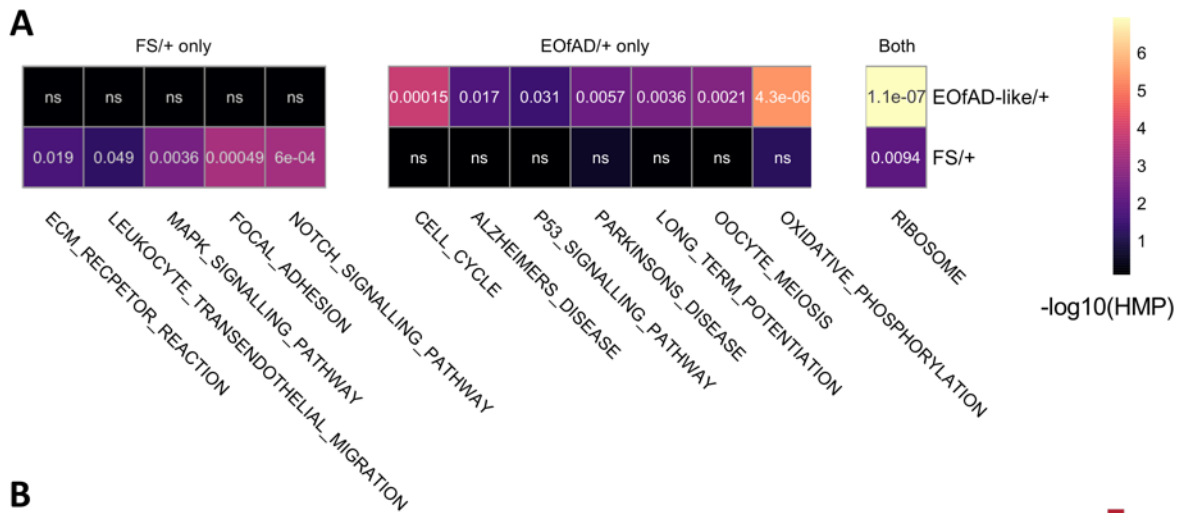 A
FS/+ only
EOfAD/+ only
Both
ns ns ns ns ns
0.00015 0.017 0.031 0.0057 0.0036 0.0021 4.3e-06
1.1e-07
EOfAD-like/+
0.019 0.049 0.0036 0.00049 6e-04
ns ns ns ns ns ns ns
0.0094
FS/+
ECM_RECPETOR_REACTION
LEUKOCYTE_TRANSENDOTHELIAL_MIGRATION
MAPK_SIGNALLING_PATHWAY
FOCAL_ADHESION
NOTCH_SIGNALLING_PATHWAY
CELL_CYCLE
ALZHEIMERS_DISEASE
P53_SIGNALLING_PATHWAY
PARKINSONS_DISEASE
LONG_TERM_POTENTIATION
OOCYTE_MEIOSIS
OXIDATIVE_PHOSPHORYLATION
RIBOSOME
6
5
4
3
2
1
-log10(HMP)
B